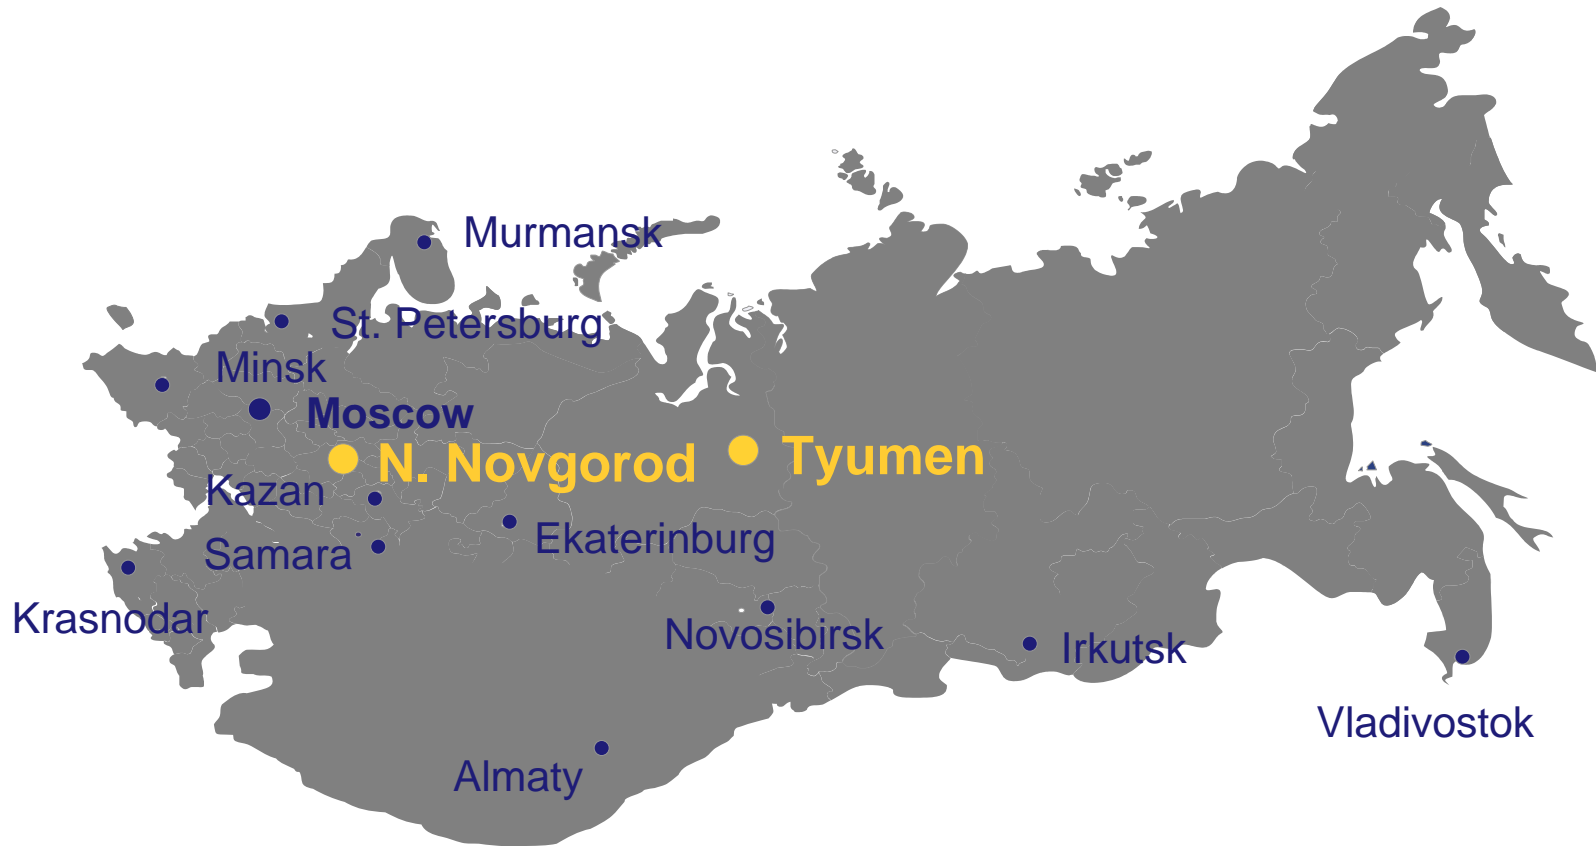 Murmansk
St. Petersburg
Minsk
Moscow
N. Novgorod
Tyumen
Kazan
Ekaterinburg
Samara
Krasnodar
Novosibirsk
Irkutsk
Vladivostok
Almaty